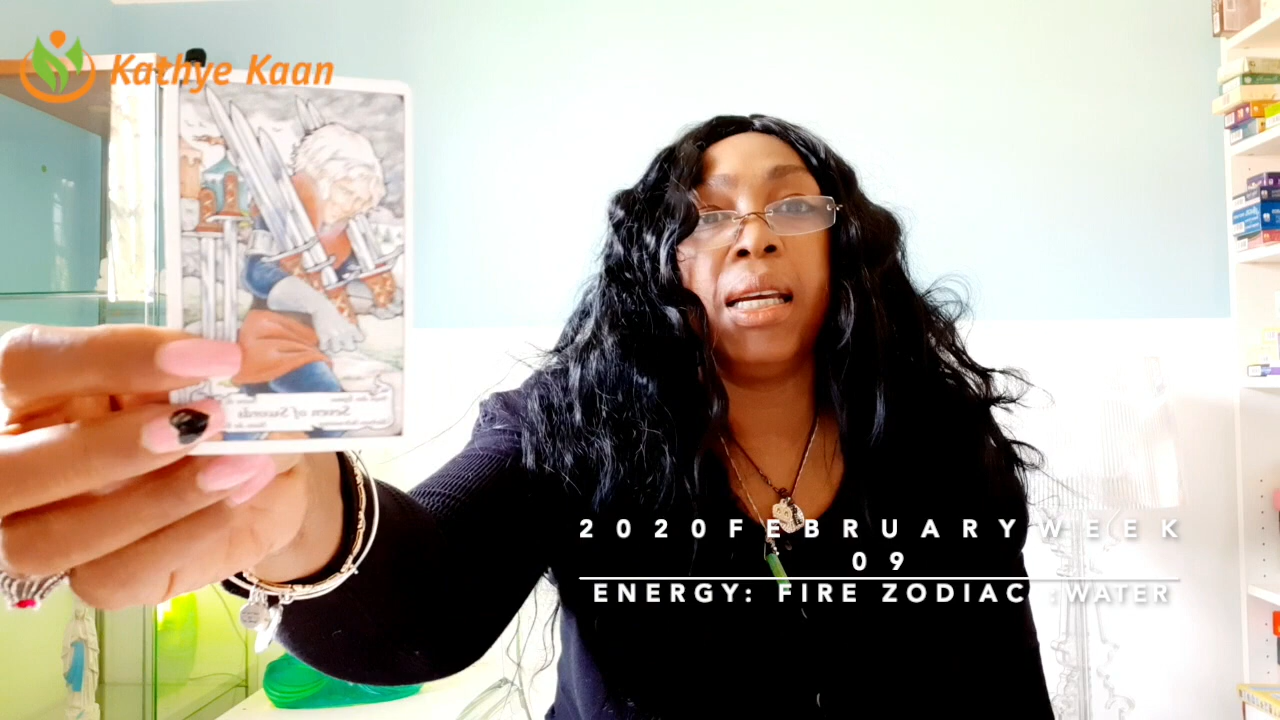 Kathye Kaan
Seven of Swords
2020FEBRUARYWEEK
09
ENERGY: FIRE ZODIAC :WATER